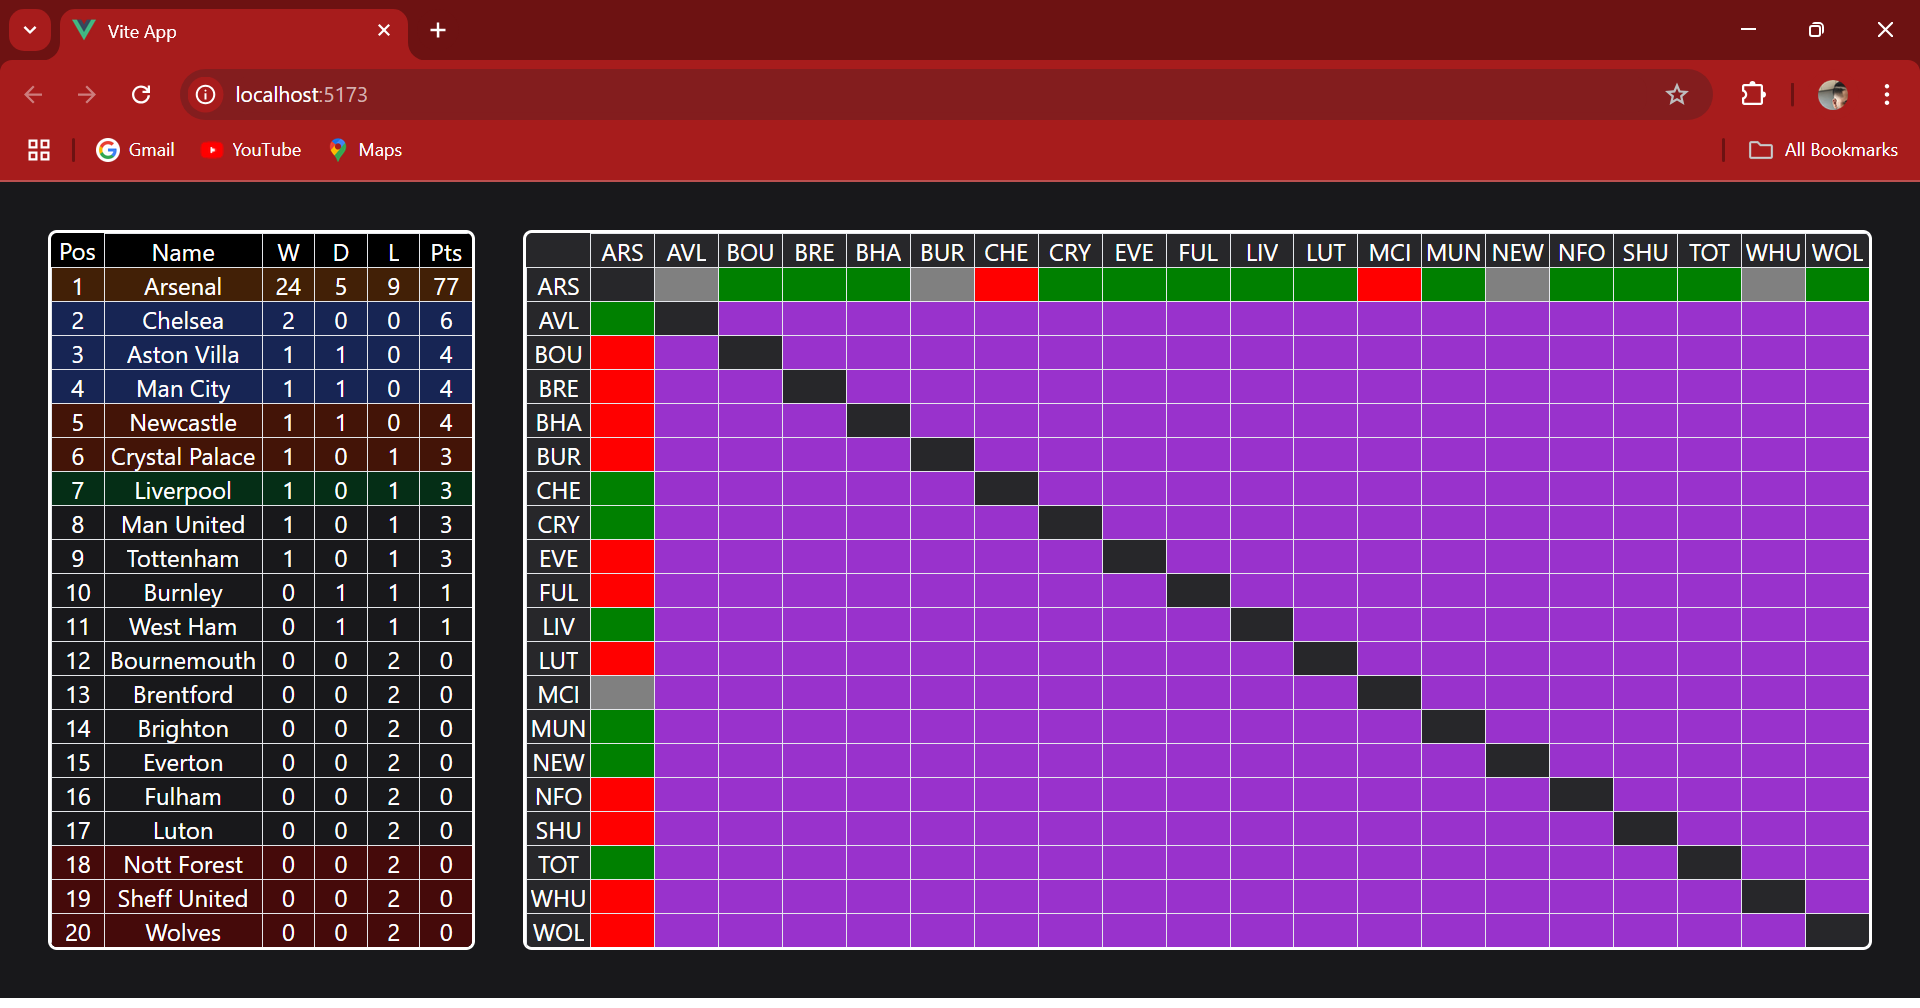 Vite App
localhost:5173
Gmail YouTube Maps All Bookmarks
Pos Name W D L Pts
1 Arsenal 24 5 9 77
2 Chelsea 2 0 0 6
3 Aston Villa 1 1 0 4
4 Man City 1 1 0 4
5 Newcastle 1 1 0 4
6 Crystal Palace 1 0 1 3
7 Liverpool 1 0 1 3
8 Man United 1 0 1 3
9 Tottenham 1 0 1 3
10 Burnley 0 1 1 1
11 West Ham 0 1 1 1
12 Bournemouth 0 0 2 0
13 Brentford 0 0 2 0
14 Brighton 0 0 2 0
15 Everton 0 0 2 0
16 Fulham 0 0 2 0
17 Luton 0 0 2 0
18 Nott Forest 0 0 2 0
19 Sheff United 0 0 2 0
20 Wolves 0 0 2 0
ARS AVL BOU BRE BHA BUR CHE CRY EVE FUL LIV LUT MCI MUN NEW NFO SHU TOT WHU WOL
ARS
AVL
BOU
BRE
BHA
BUR
CHE
CRY
EVE
FUL
LIV
LUT
MCI
MUN
NEW
NFO
SHU
TOT
WHU
WOL